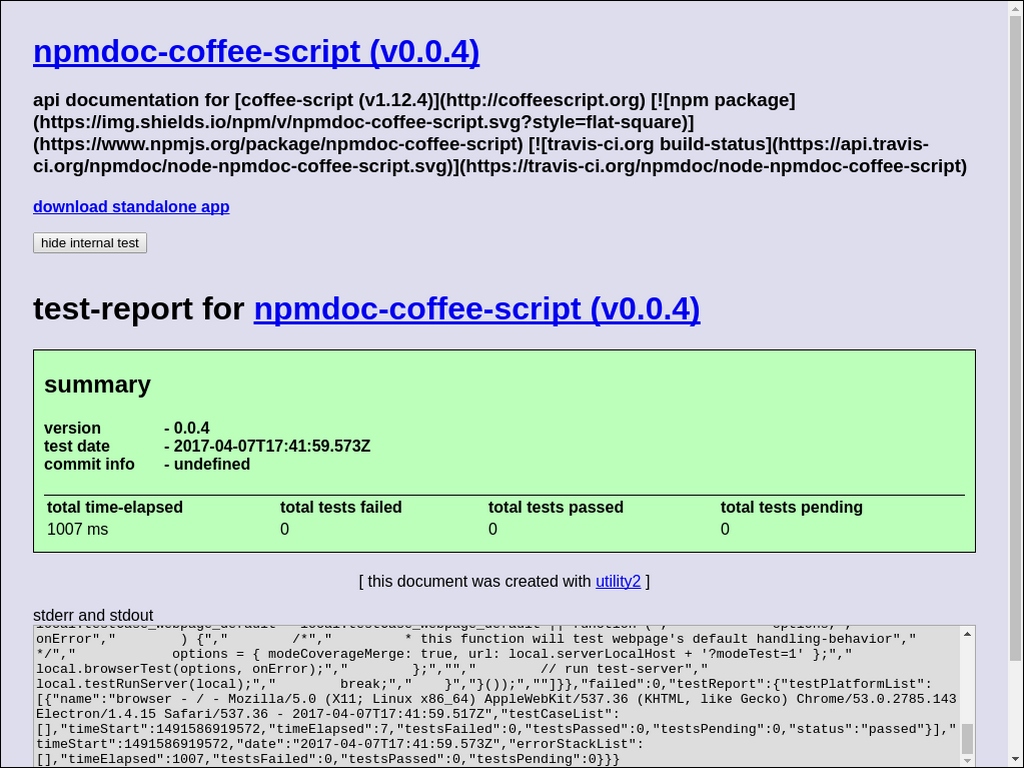 npmdoc-coffee-script (v0.0.4)
api documentation for [coffee-script (v1.12.4)](http://coffeescript.org) [![npm package]
(https://img.shields.io/npm/v/npmdoc-coffee-script.svg?style=flat-square)]
(https://www.npmjs.org/package/npmdoc-coffee-script) [![travis-ci.org build-status](https://api.travis-
ci.org/npmdoc/node-npmdoc-coffee-script.svg)](https://travis-ci.org/npmdoc/node-npmdoc-coffee-script)
download standalone app
hide internal test
test-report for npmdoc-coffee-script (v0.0.4)
summary
version - 0.0.4
test date - 2017-04-07T17:41:59.573Z
commit info - undefined
total time-elapsed total tests failed total tests passed total tests pending
1007 ms 0 0 0
[ this document was created with utility2 ]
stderr and stdout
onError","        ) {","        /*","         * this function will test webpage's default handling-behavior","
*/","            options = { modeCoverageMerge: true, url: local.serverLocalHost + '?modeTest=1' };","
local.browserTest(options, onError);","        };","","        // run test-server","
local.testRunServer(local);","        break;","    }","}());",""]}},"failed":0,"testReport":{"testPlatformList":
[{"name":"browser - / - Mozilla/5.0 (X11; Linux x86_64) AppleWebKit/537.36 (KHTML, like Gecko) Chrome/53.0.2785.143
Electron/1.4.15 Safari/537.36 - 2017-04-07T17:41:59.517Z","testCaseList":
[],"timeStart":1491586919572,"timeElapsed":7,"testsFailed":0,"testsPassed":0,"testsPending":0,"status":"passed"}],"
timeStart":1491586919572,"date":"2017-04-07T17:41:59.573Z","errorStackList":
[],"timeElapsed":1007,"testsFailed":0,"testsPassed":0,"testsPending":0}}}